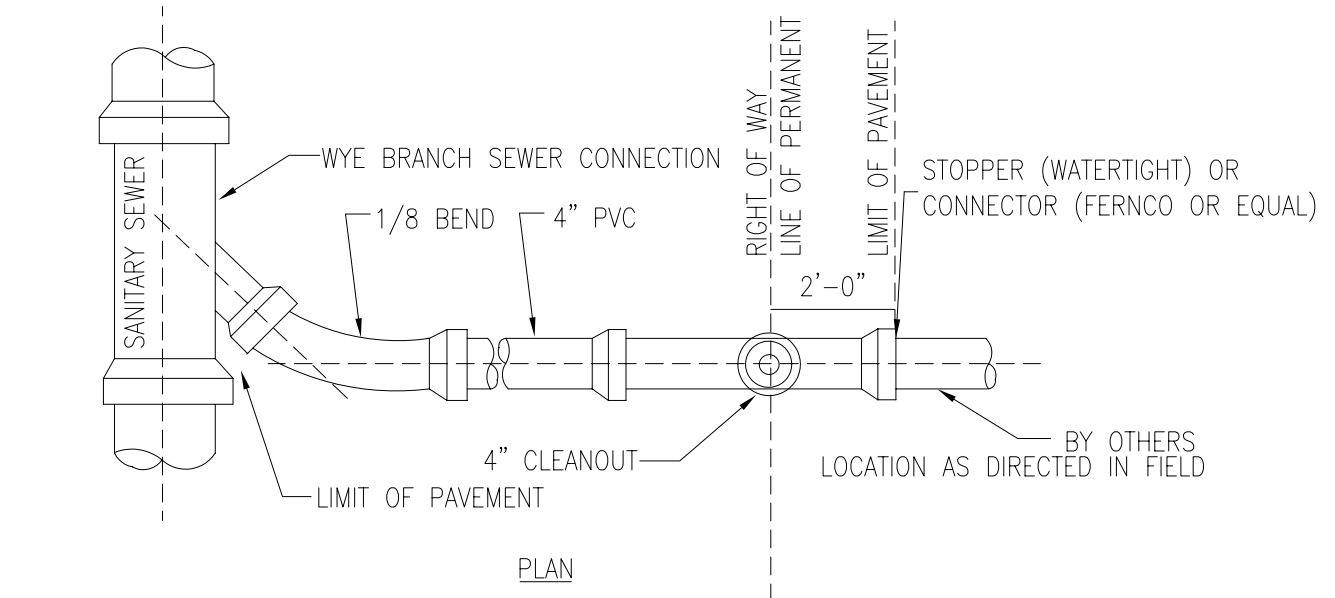 SANITARY SEWER
WYE BRANCH SEWER CONNECTION
1/8 BEND
4" PVC
RIGHT OF WAY
LINE OF PERMANENT
LIMIT OF PAVEMENT
2'-0"
STOPPER (WATERTIGHT) OR
CONNECTOR (FERNCO OR EQUAL)
4" CLEANOUT
BY OTHERS
LOCATION AS DIRECTED IN FIELD
LIMIT OF PAVEMENT
PLAN